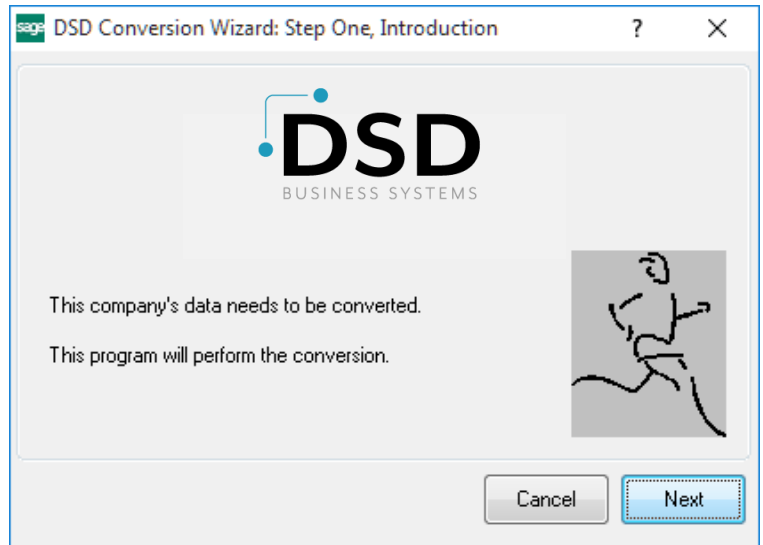 sage DSD Conversion Wizard: Step One, Introduction ? ×
DSD
BUSINESS SYSTEMS
This company's data needs to be converted.
This program will perform the conversion.
Cancel Next